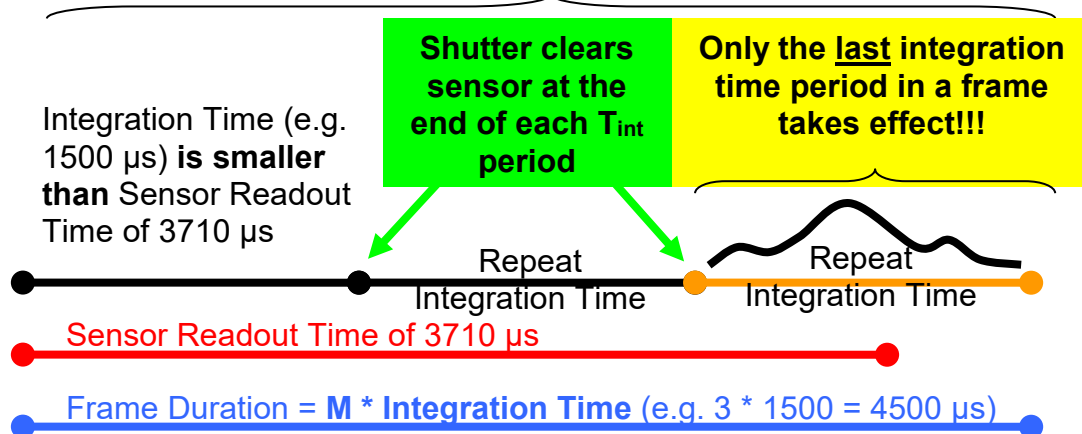 Shutter clears
sensor at the
end of each Tint
period
Only the last integration
time period in a frame
takes effect!!!
Integration Time (e.g.
1500 µs) is smaller
than Sensor Readout
Time of 3710 µs
Repeat
Integration Time
Repeat
Integration Time
Sensor Readout Time of 3710 µs
Frame Duration = M * Integration Time (e.g. 3 * 1500 = 4500 µs)